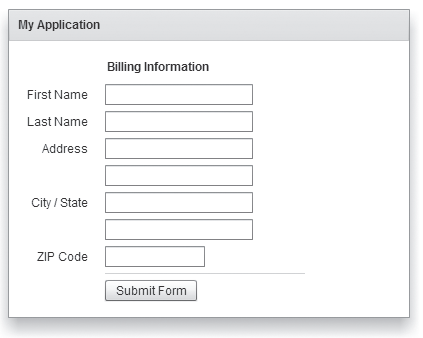 My Application
Billing Information
First Name
Last Name
Address
City / State
ZIP Code
Submit Form